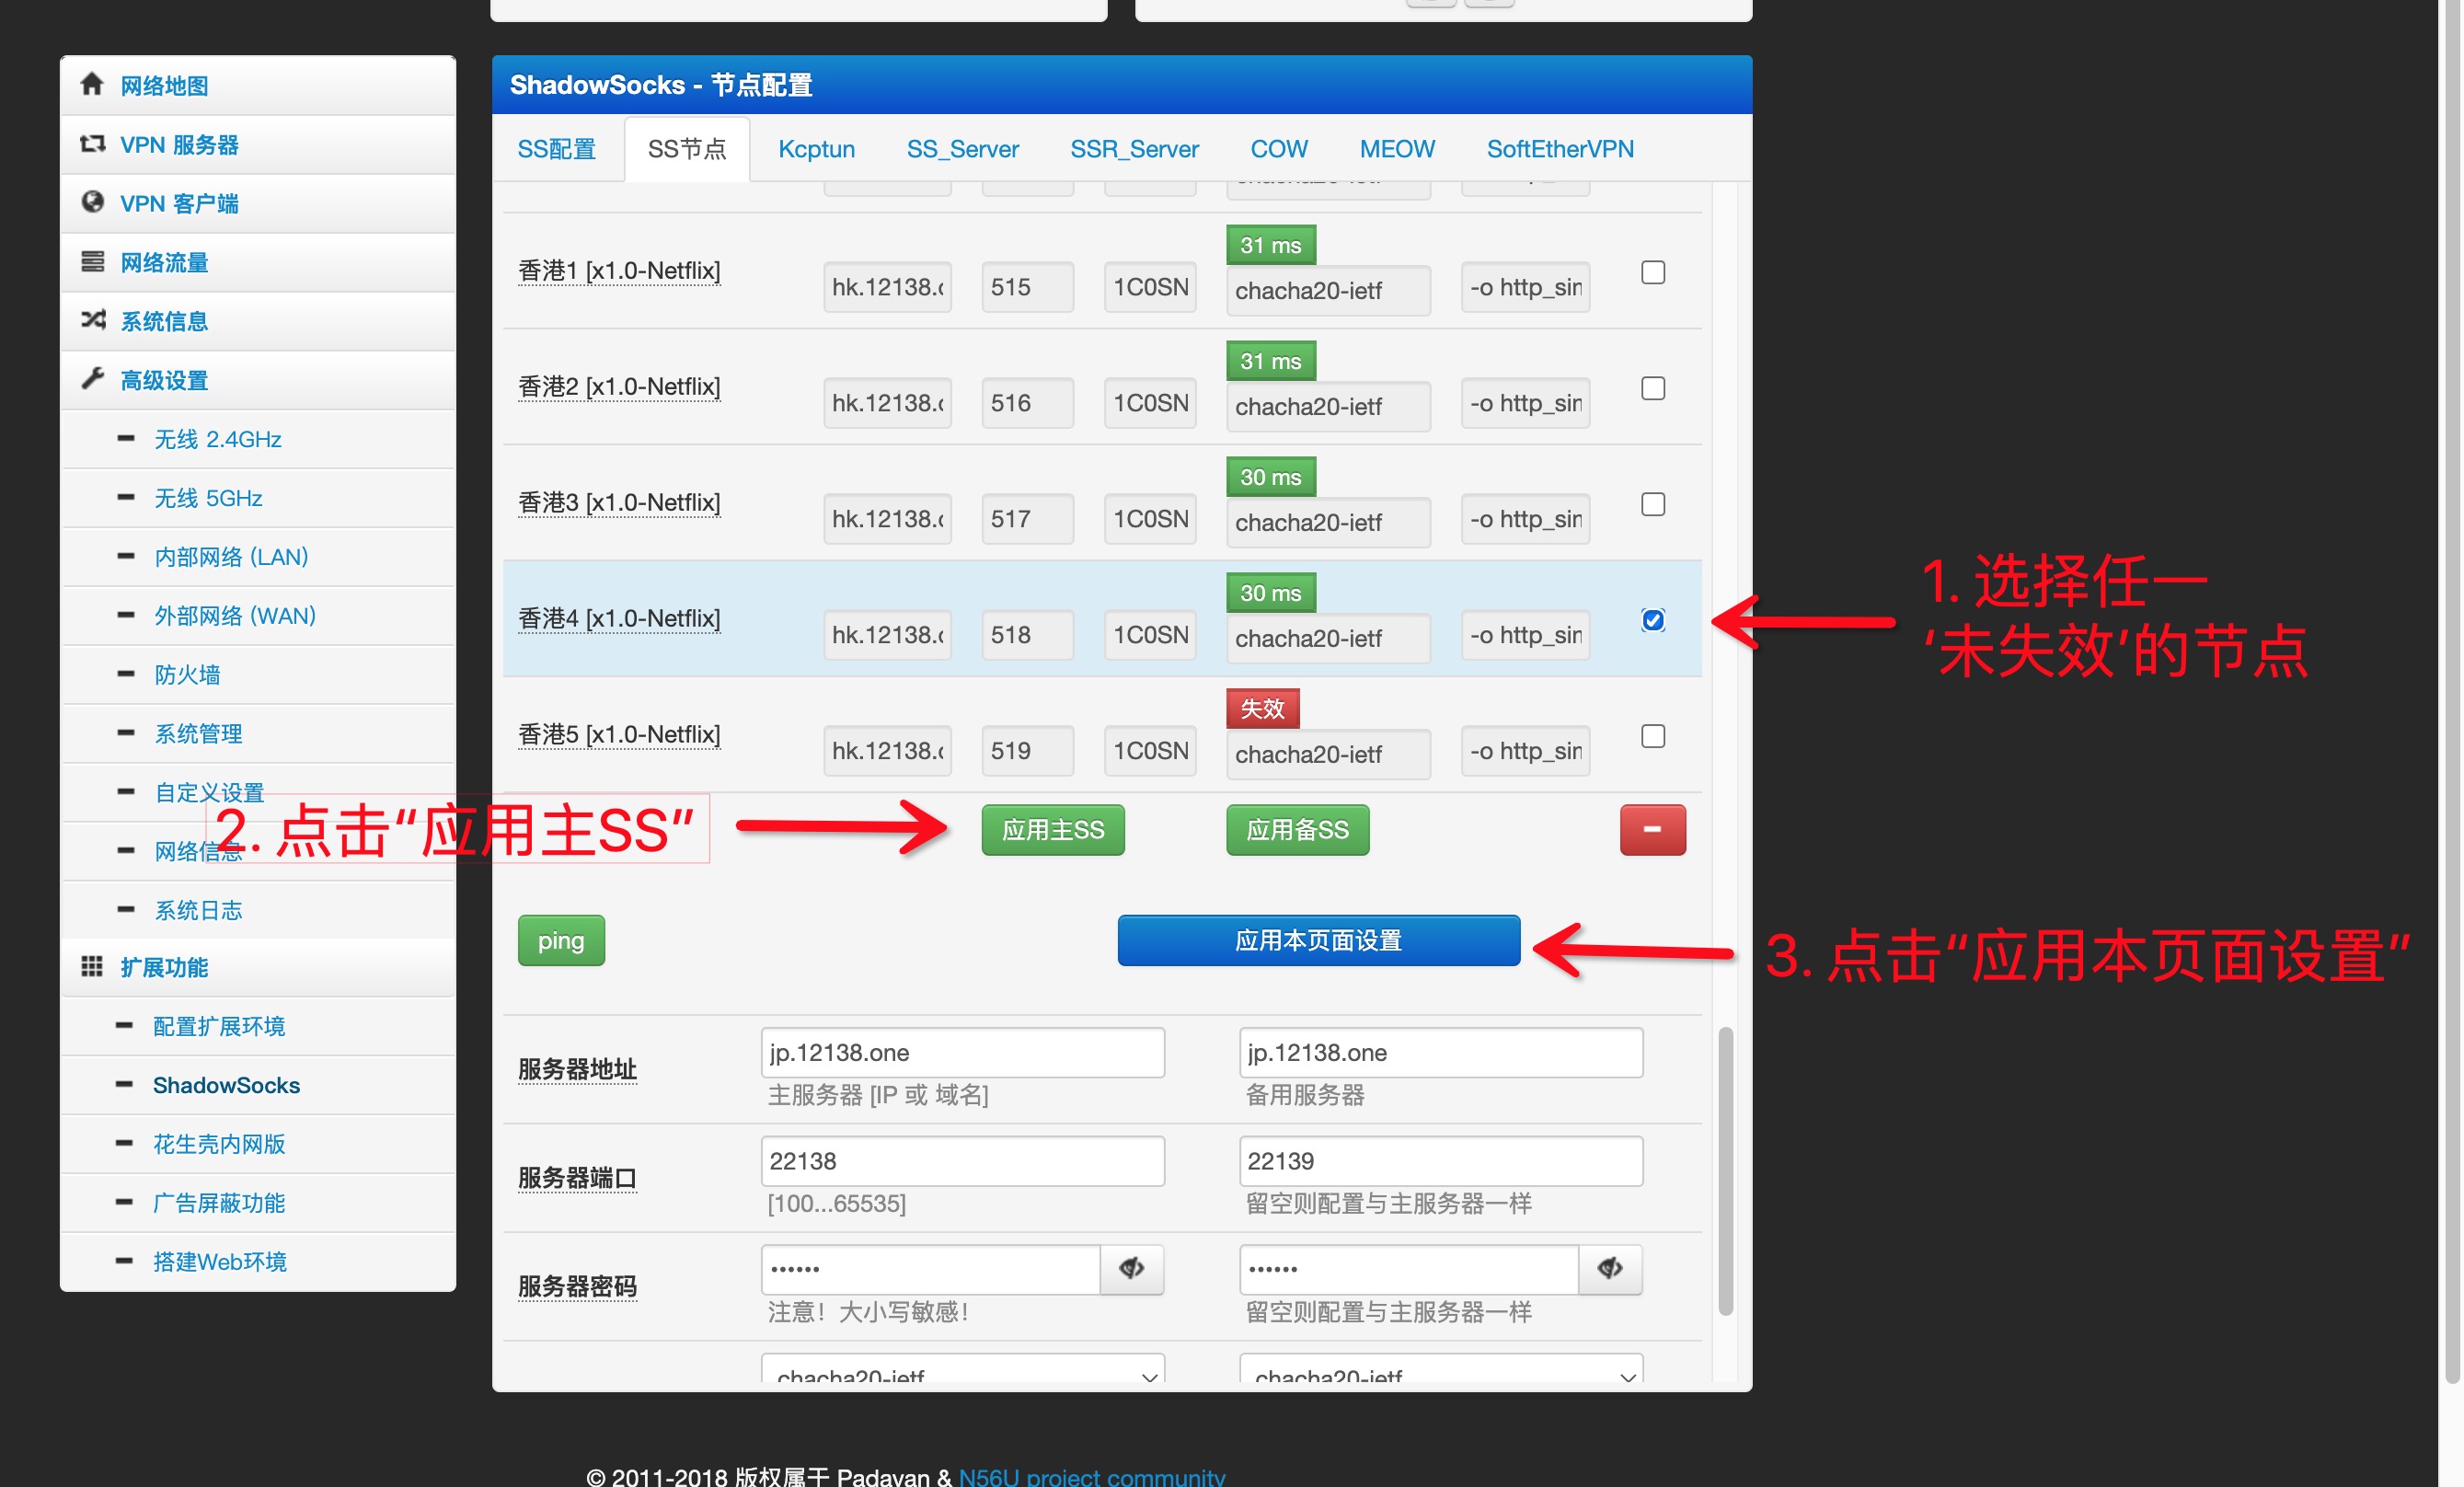 网络地图
VPN 服务器
VPN 客户端
网络流量
系统信息
高级设置
无线 2.4GHz
无线 5GHz
内部网络 (LAN)
外部网络 (WAN)
防火墙
系统管理
自定义设置
网络信息
系统日志
扩展功能
配置扩展环境
ShadowSocks
花生壳内网版
广告屏蔽功能
搭建Web环境
ShadowSocks - 节点配置
SS配置 SS节点 Kcptun SS_Server SSR_Server COW MEOW SoftEtherVPN
31 ms
香港1 [x1.0-Netflix] hk.12138.o 515 1C0SN chacha20-ietf -o http_sin
31 ms
香港2 [x1.0-Netflix] hk.12138.o 516 1C0SN chacha20-ietf -o http_sin
30 ms
香港3 [x1.0-Netflix] hk.12138.o 517 1C0SN chacha20-ietf -o http_sin
30 ms
香港4 [x1.0-Netflix] hk.12138.o 518 1C0SN chacha20-ietf -o http_sin
失效
香港5 [x1.0-Netflix] hk.12138.o 519 1C0SN chacha20-ietf -o http_sin
1. 选择任一
‘未失效’的节点
2. 点击“应用主SS”
应用主SS 应用备SS
ping 应用本页面设置
3. 点击“应用本页面设置”
服务器地址 jp.12138.one jp.12138.one
主服务器 [IP 或 域名] 备用服务器
服务器端口 22138 22139
[100...65535] 留空则配置与主服务器一样
服务器密码 •••••• ••••••
注意！大小写敏感！ 留空则配置与主服务器一样
chacha20-ietf chacha20-ietf
© 2011-2018 版权属于 Padavan & N56U project community